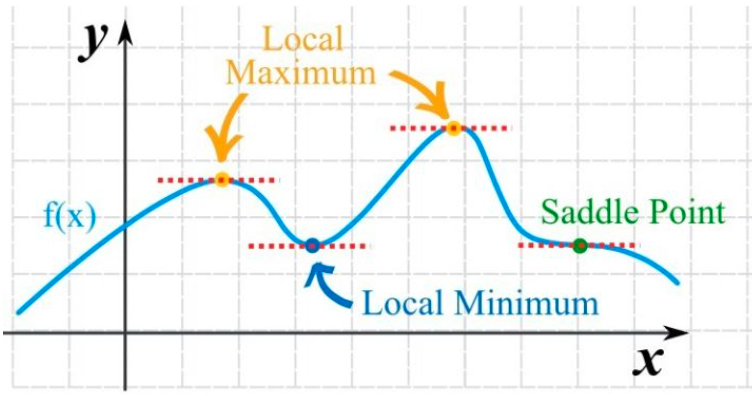 y
Local
Maximum
f(x)
Saddle Point
Local Minimum
x